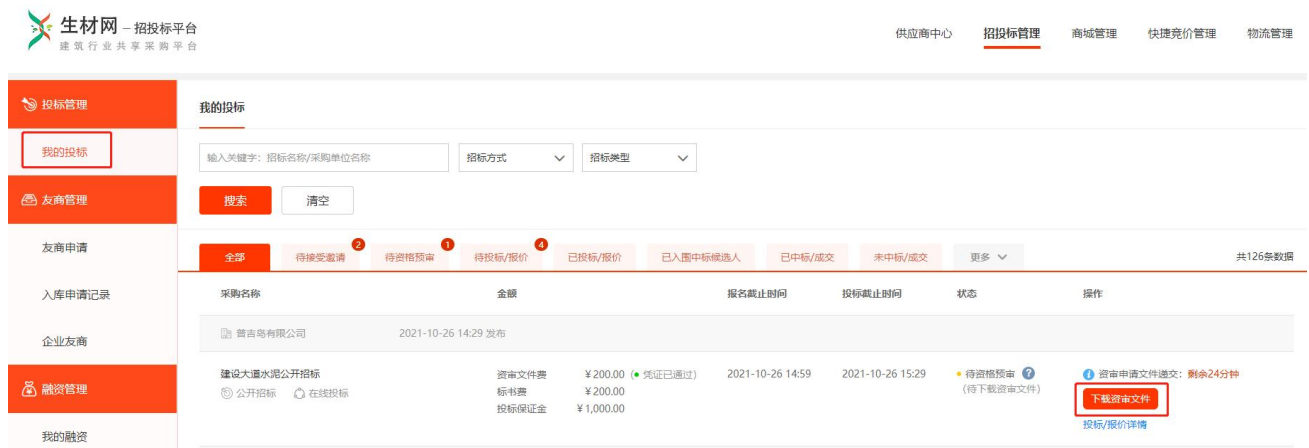 生材网 – 招投标平台
建筑行业共享采购平台
供应商中心 招投标管理 商城管理 快捷竞价管理 物流管理
投标管理
我的投标
我的投标
输入关键字：招标名称/采购单位名称 招标方式 招标类型
友商管理
搜索 清空
友商申请
全部 待接受邀请 2 待资格预审 1 待投标/报价 4 已投标/报价 已入围中标候选人 已中标/成交 未中标/成交 更多 共126条数据
入库申请记录
采购名称 金额 报名截止时间 投标截止时间 状态 操作
企业友商
普吉岛有限公司 2021-10-26 14:29 发布
融资管理
建设大道水泥公开招标 资审文件费 ¥200.00 (● 凭证已通过) 2021-10-26 14:59 2021-10-26 15:29 待资格预审 ? 资审申请文件递交：剩余24分钟
公开招标 在线投标 标书费 ¥200.00 (待下载资审文件) 下载资审文件
投标保证金 ¥1,000.00
投标/报价详情
我的融资